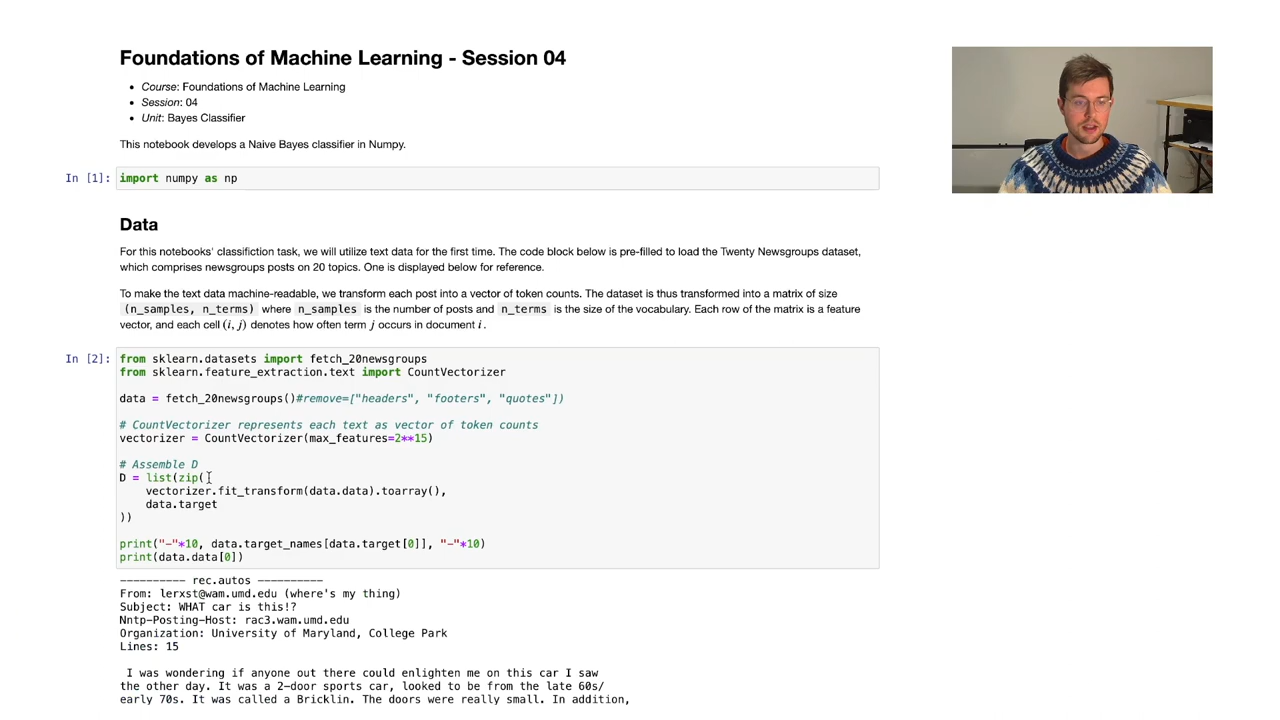 Foundations of Machine Learning - Session 04
• Course: Foundations of Machine Learning
• Session: 04
• Unit: Bayes Classifier
This notebook develops a Naive Bayes classifier in Numpy.
In [1]: import numpy as np
Data
For this notebooks' classifiction task, we will utilize text data for the first time. The code block below is pre-filled to load the Twenty Newsgroups dataset,
which comprises newsgroups posts on 20 topics. One is displayed below for reference.
To make the text data machine-readable, we transform each post into a vector of token counts. The dataset is thus transformed into a matrix of size
(n_samples, n_terms) where n_samples is the number of posts and n_terms is the size of the vocabulary. Each row of the matrix is a feature
vector, and each cell (i, j) denotes how often term j occurs in document i.
In [2]: from sklearn.datasets import fetch_20newsgroups
from sklearn.feature_extraction.text import CountVectorizer
data = fetch_20newsgroups()#remove=["headers", "footers", "quotes"])
# CountVectorizer represents each text as vector of token counts
vectorizer = CountVectorizer(max_features=2**15)
# Assemble D
D = list(zip(
    vectorizer.fit_transform(data.data).toarray(),
    data.target
))
print("-"*10, data.target_names[data.target[0]], "-"*10)
print(data.data[0])
---------- rec.autos ----------
From: lerxst@wam.umd.edu (where's my thing)
Subject: WHAT car is this!?
Nntp-Posting-Host: rac3.wam.umd.edu
Organization: University of Maryland, College Park
Lines: 15
I was wondering if anyone out there could enlighten me on this car I saw
the other day. It was a 2-door sports car, looked to be from the late 60s/
early 70s. It was called a Bricklin. The doors were really small. In addition,